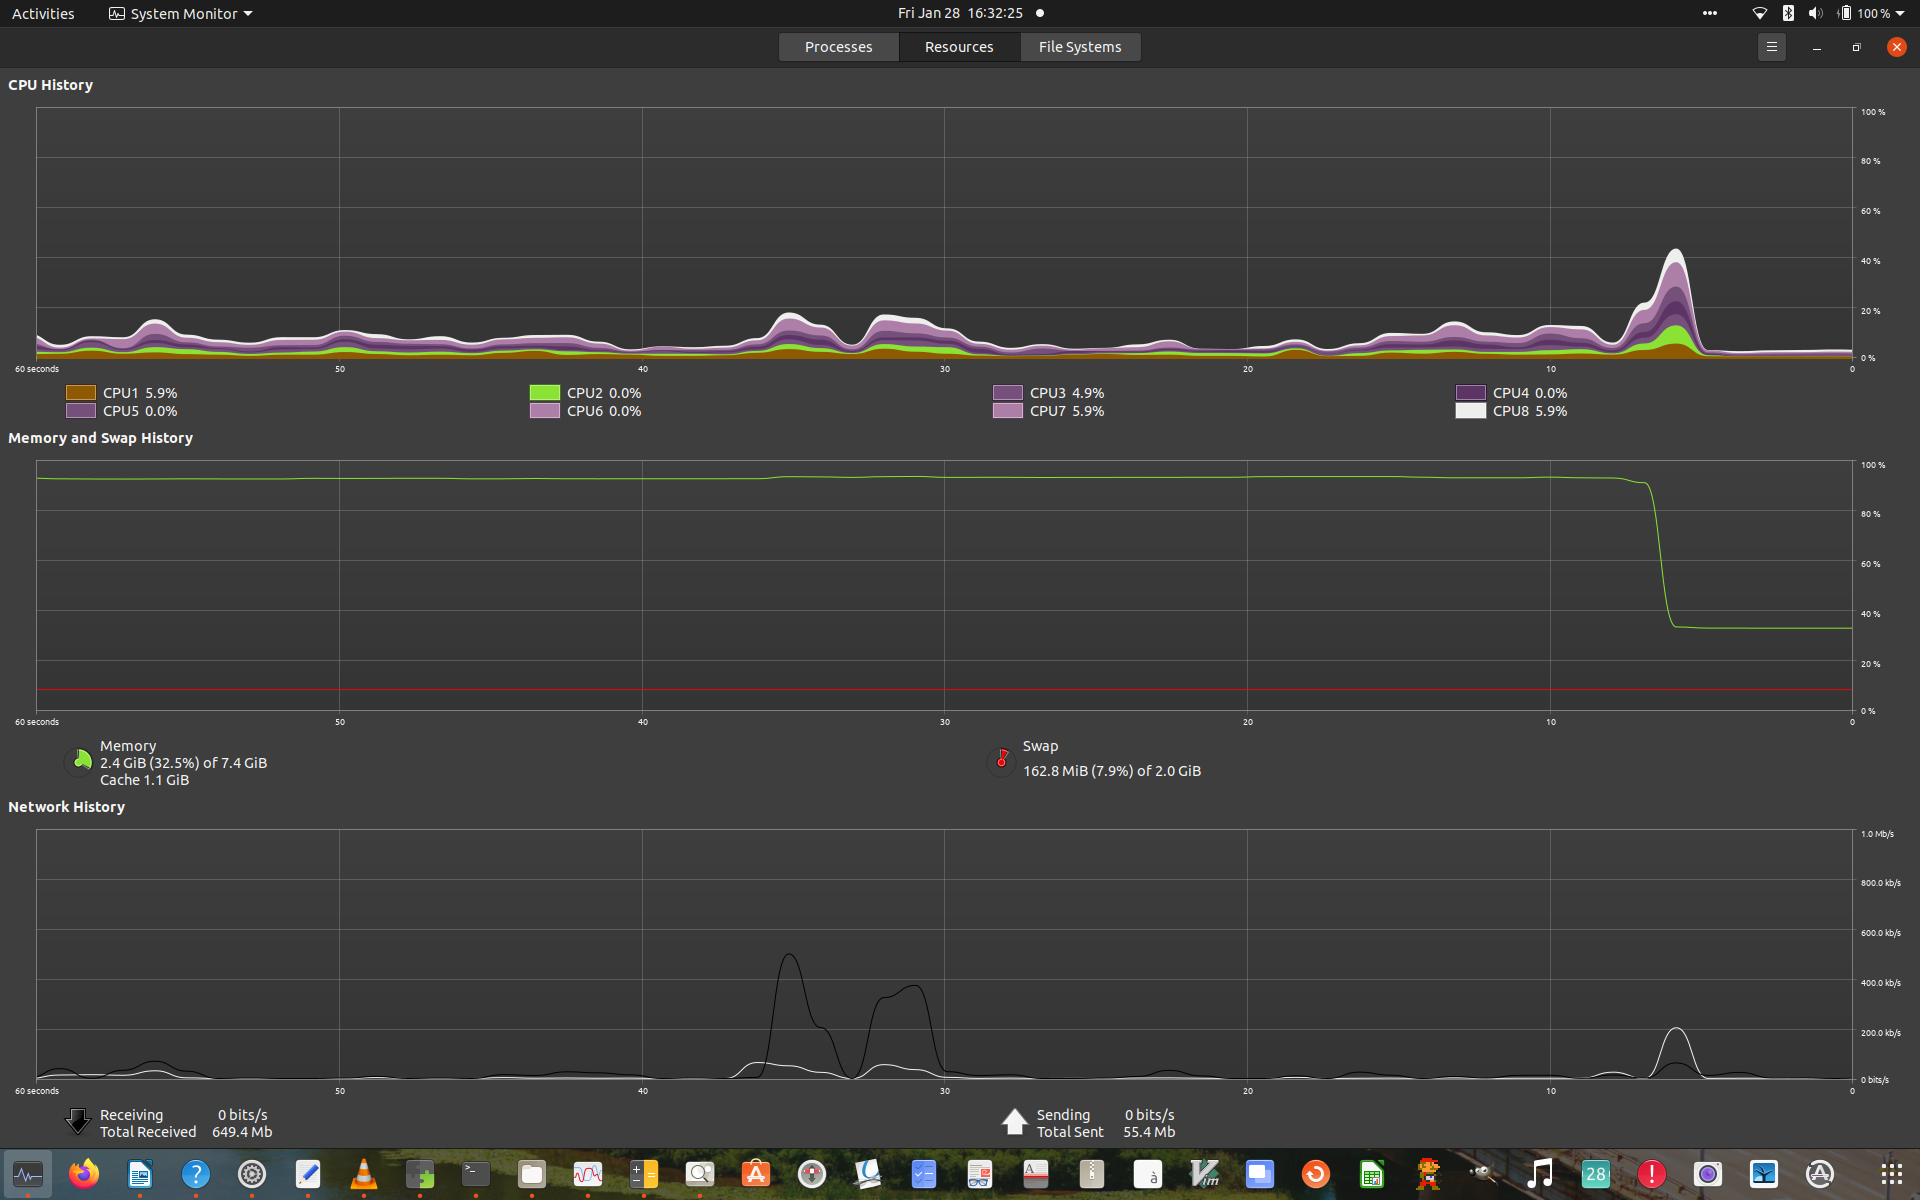 Activities
System Monitor
Fri Jan 28 16:32:25
100 %
Processes
Resources
File Systems
CPU History
100 %
80 %
60 %
40 %
20 %
0 %
60 seconds 50 40 30 20 10 0
CPU1 5.9% CPU2 0.0% CPU3 4.9% CPU4 0.0%
CPU5 0.0% CPU6 0.0% CPU7 5.9% CPU8 5.9%
Memory and Swap History
100 %
80 %
60 %
40 %
20 %
0 %
60 seconds 50 40 30 20 10 0
Memory
2.4 GiB (32.5%) of 7.4 GiB
Cache 1.1 GiB
Swap
162.8 MiB (7.9%) of 2.0 GiB
Network History
1.0 Mb/s
800.0 kb/s
600.0 kb/s
400.0 kb/s
200.0 kb/s
0 bits/s
60 seconds 50 40 30 20 10 0
Receiving 0 bits/s
Total Received 649.4 Mb
Sending 0 bits/s
Total Sent 55.4 Mb
28